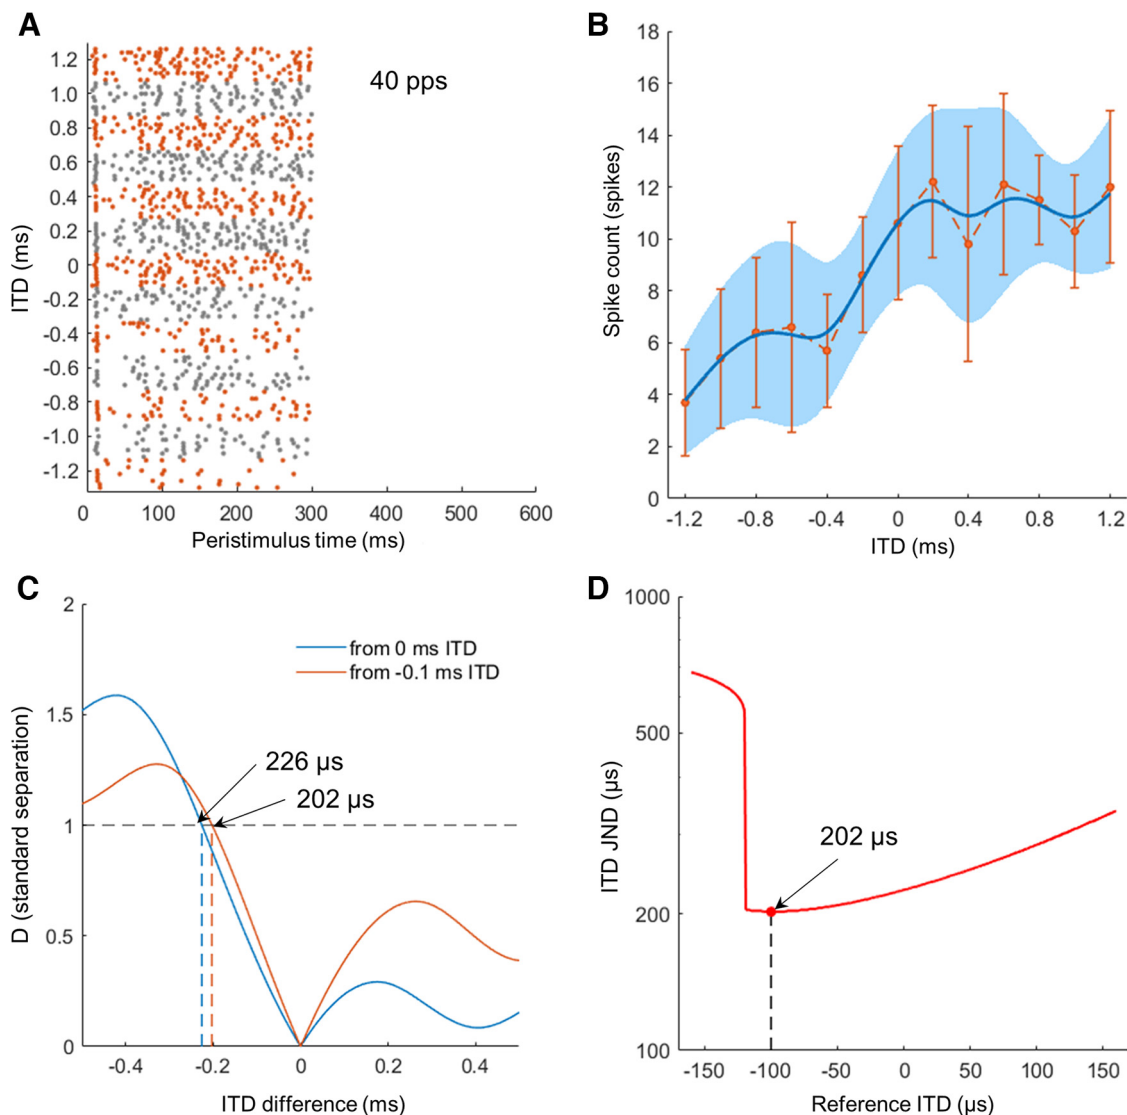 A
40 pps
ITD (ms)
1.2
1.0
0.8
0.6
0.4
0.2
0
-0.2
-0.4
-0.6
-0.8
-1.0
-1.2
0 100 200 300 400 500 600
Peristimulus time (ms)
B
Spike count (spikes)
18
16
14
12
10
8
6
4
2
0
-1.2 -0.8 -0.4 0 0.4 0.8 1.2
ITD (ms)
C
D (standard separation)
2
1.5
1
0.5
0
from 0 ms ITD
from -0.1 ms ITD
226 µs
202 µs
-0.4 -0.2 0 0.2 0.4
ITD difference (ms)
D
ITD JND (µs)
1000
500
200
100
202 µs
-150 -100 -50 0 50 100 150
Reference ITD (µs)